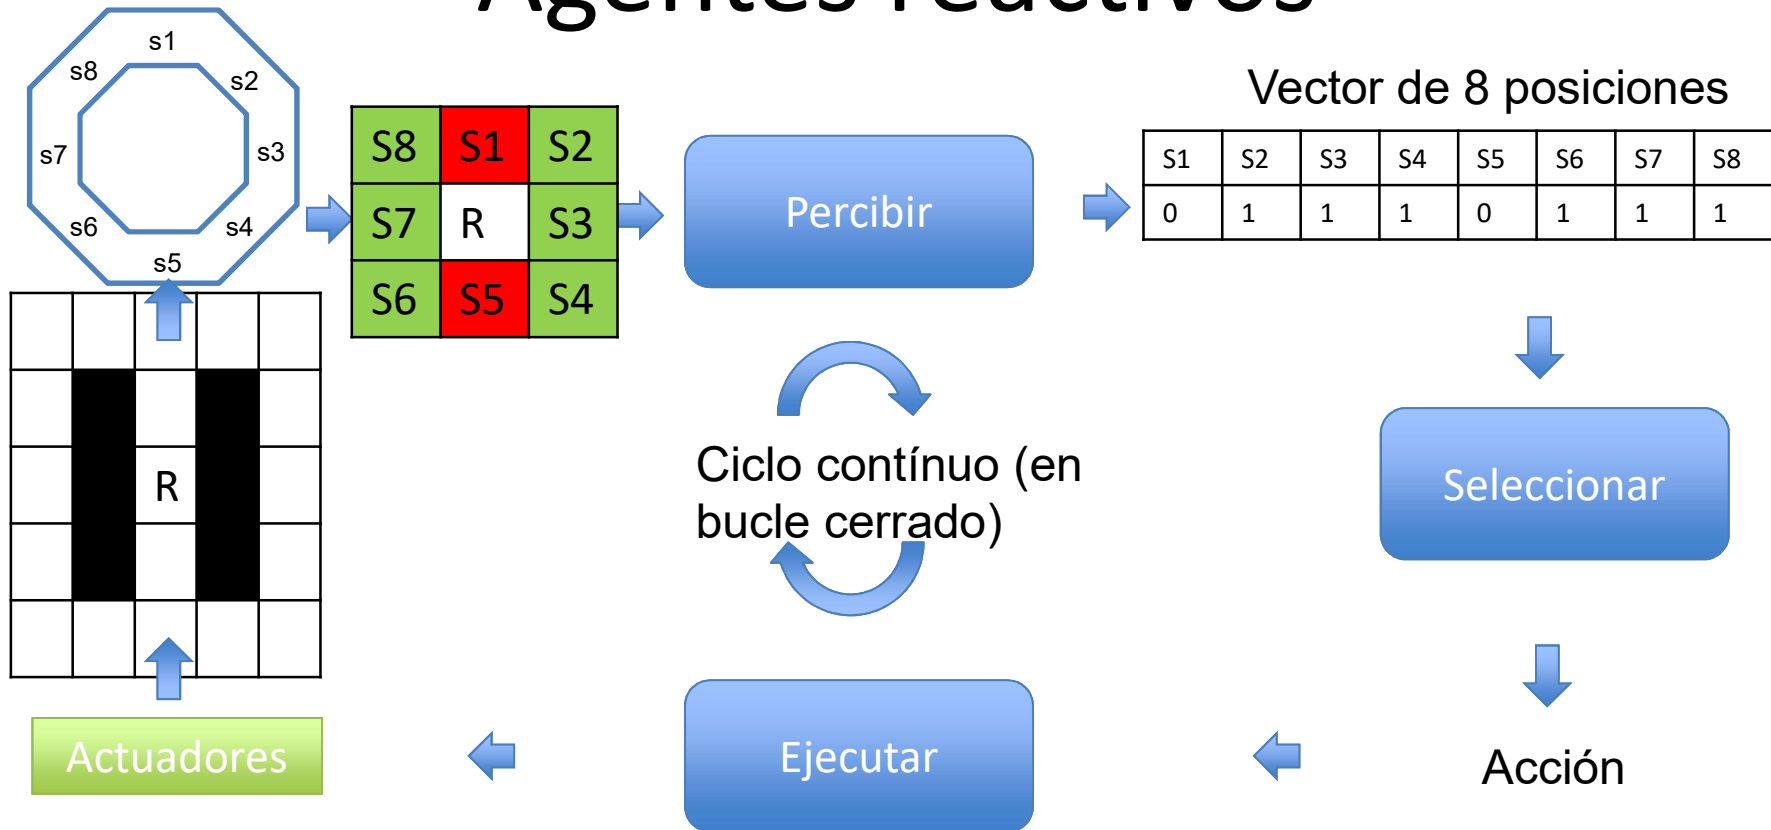 Agentes reactivos
s1
s8
s2
s7
s3
s6
s4
s5
S8 S1 S2
S7 R S3
S6 S5 S4
Percibir
Vector de 8 posiciones
S1 S2 S3 S4 S5 S6 S7 S8
0 1 1 1 0 1 1 1
R
Ciclo contínuo (en
bucle cerrado)
Seleccionar
Actuadores
Ejecutar
Acción